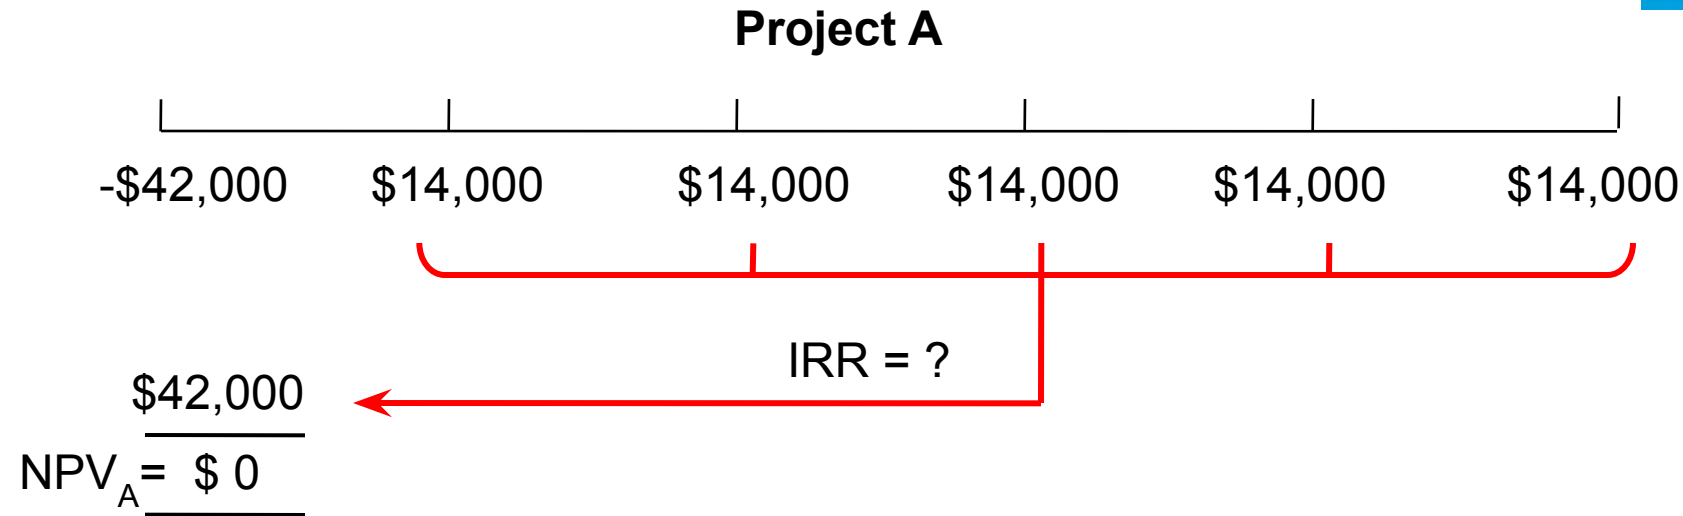 Project A
-$42,000 $14,000 $14,000 $14,000 $14,000 $14,000
IRR = ?
$42,000
NPVA= $ 0